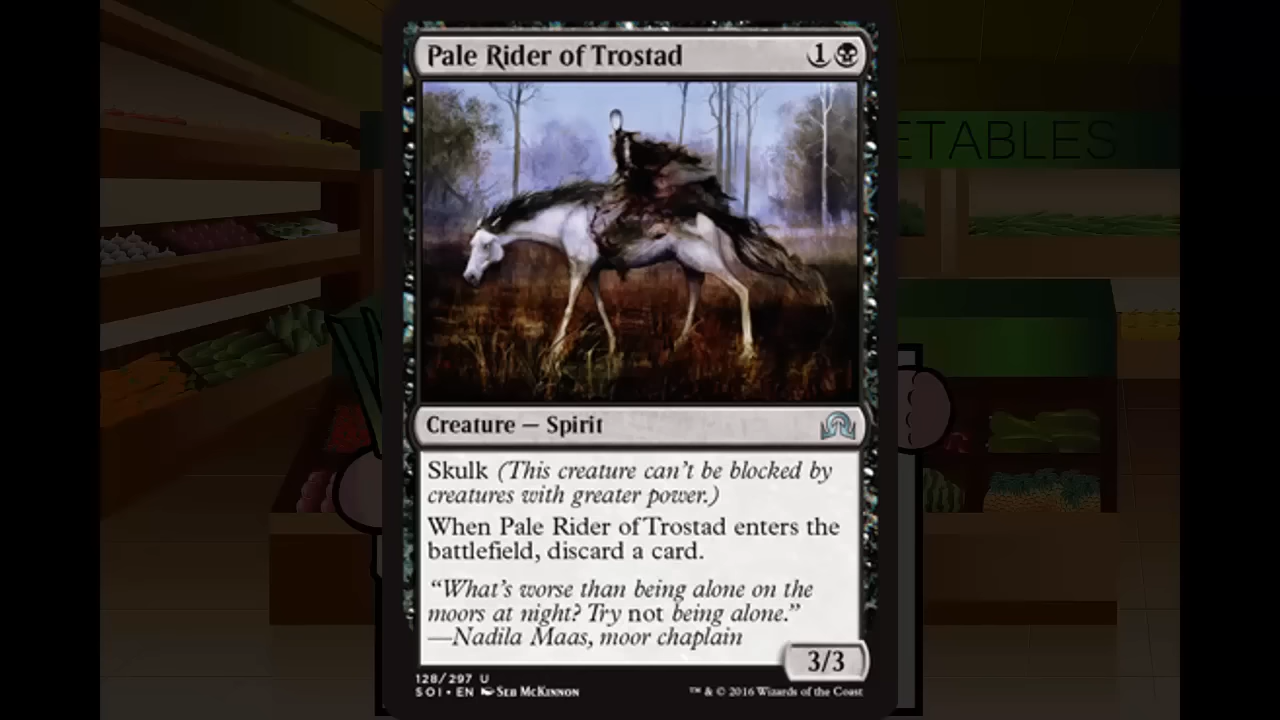 Pale Rider of Trostad 1
ETABLES
Creature — Spirit
Skulk (This creature can't be blocked by
creatures with greater power.)
When Pale Rider of Trostad enters the
battlefield, discard a card.
"What's worse than being alone on the
moors at night? Try not being alone."
—Nadila Maas, moor chaplain
3/3
128/297 U
SOI • EN Seb McKinnon
™ & © 2016 Wizards of the Coast